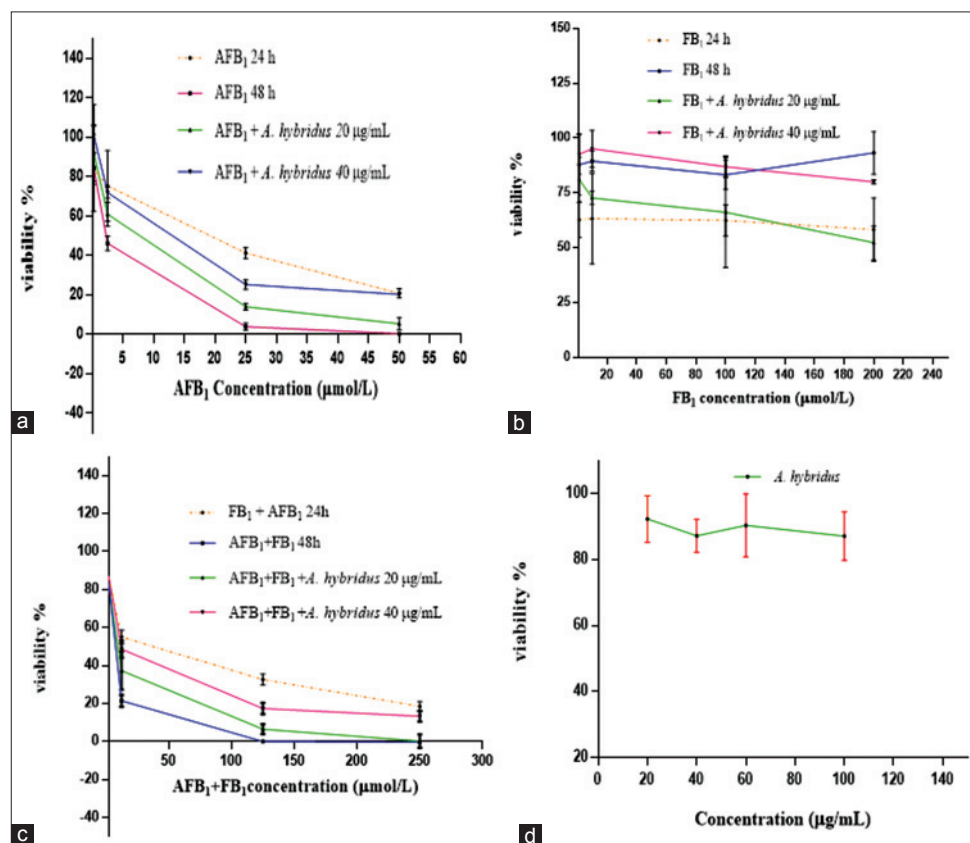 140
120
100
80
60
40
20
0
-20
-40
viability %
AFB₁ 24 h
AFB₁ 48 h
AFB₁ + A. hybridus 20 µg/mL
AFB₁ + A. hybridus 40 µg/mL
5 10 15 20 25 30 35 40 45 50 55 60
AFB₁ Concentration (µmol/L)
a
150
125
100
75
50
25
0
viability %
FB₁ 24 h
FB₁ 48 h
FB₁ + A. hybridus 20 µg/mL
FB₁ + A. hybridus 40 µg/mL
20 40 60 80 100 120 140 160 180 200 220 240
FB₁ concentration (µmol/L)
b
140
120
100
80
60
40
20
0
-20
-40
viability %
FB₁ + AFB₁ 24h
AFB₁+FB₁ 48h
AFB₁+FB₁+A. hybridus 20 µg/mL
AFB₁+FB₁+A. hybridus 40 µg/mL
50 100 150 200 250 300
AFB₁+FB₁concentration (µmol/L)
c
100
80
60
40
20
viability %
A. hybridus
0 20 40 60 80 100 140
Concentration (µg/mL)
d